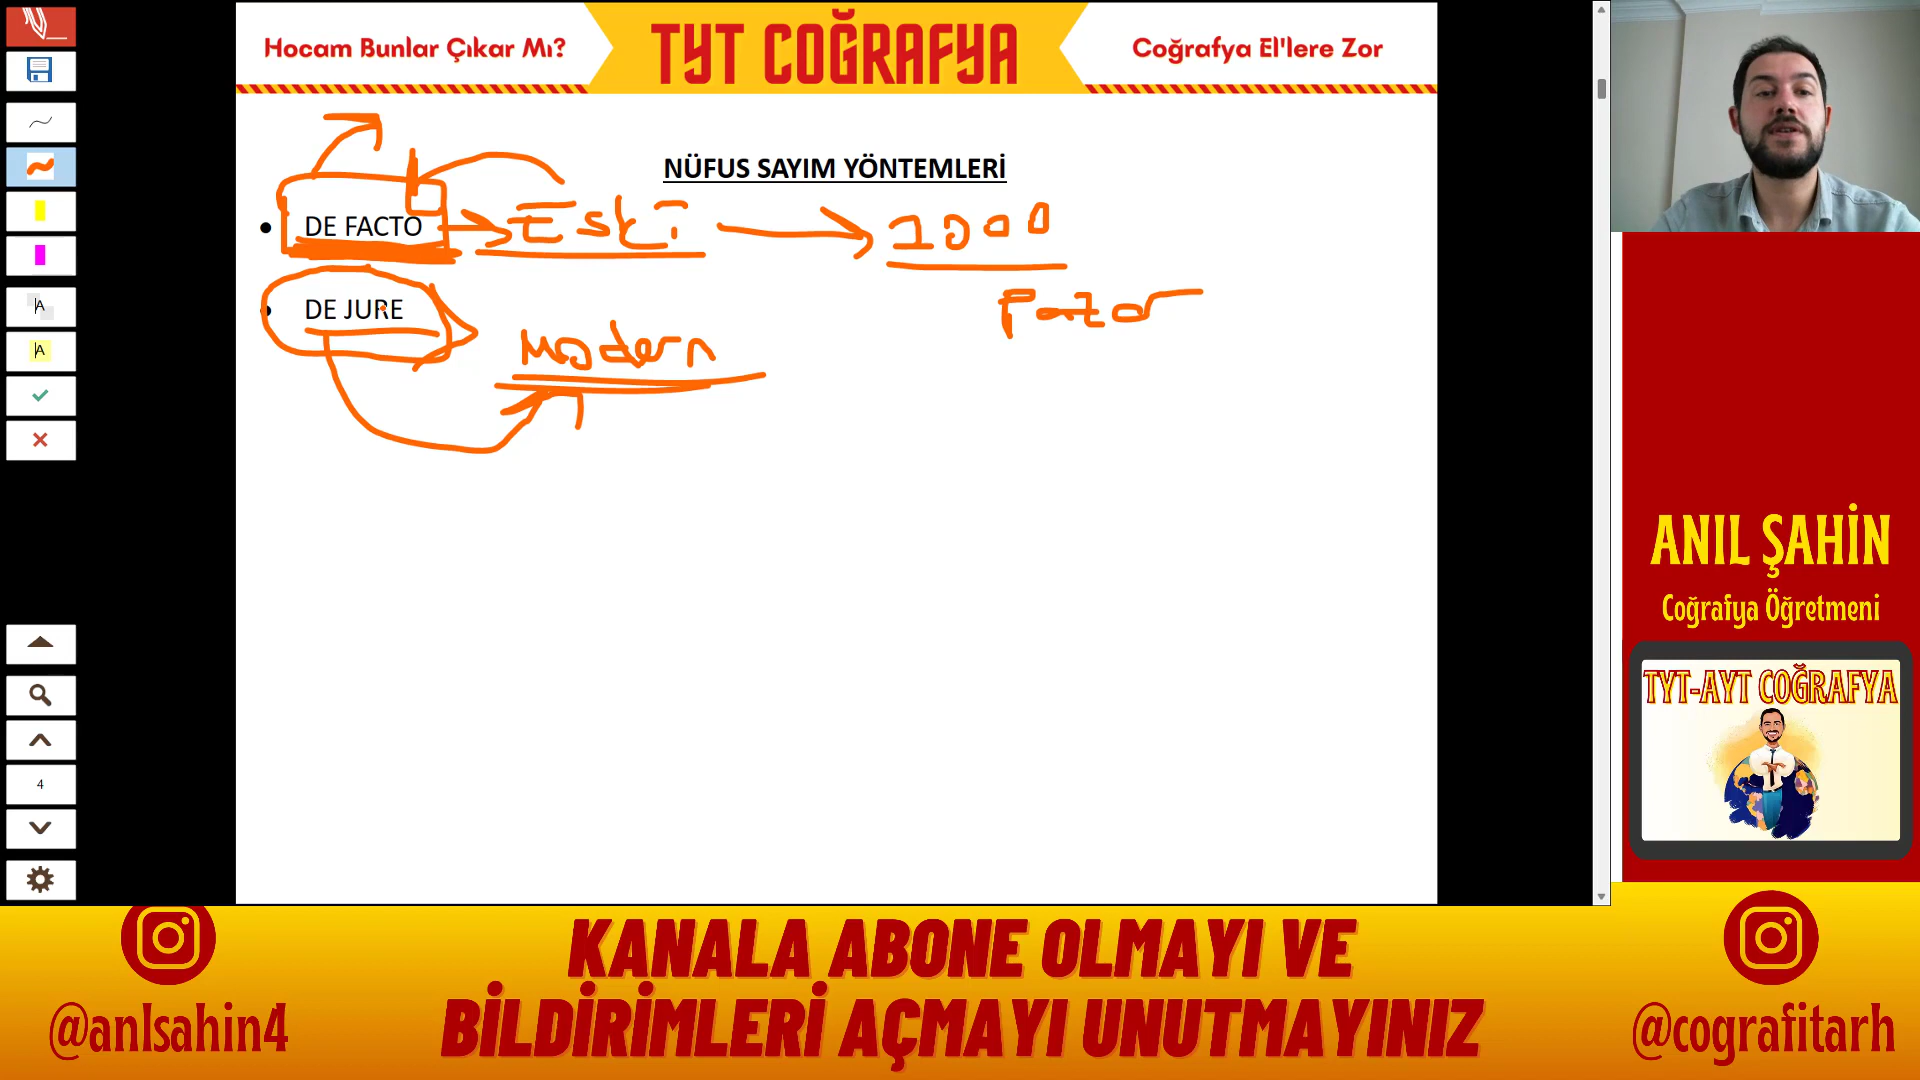 Hocam Bunlar Çıkar Mı?
TYT COĞRAFYA
Coğrafya El'lere Zor
NÜFUS SAYIM YÖNTEMLERİ
DE FACTO
Eski
DE JURE
Pazar
Modern
ANIL ŞAHİN
Coğrafya Öğretmeni
TYT-AYT COĞRAFYA
4
KANALA ABONE OLMAYI VE
BİLDİRİMLERİ AÇMAYI UNUTMAYINIZ
@anlsahin4
@cografitarh